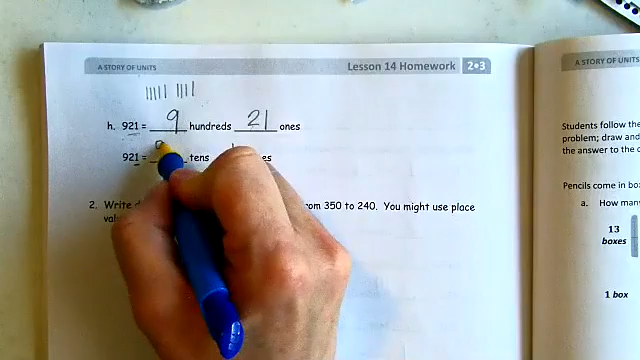 A STORY OF UNITS
Lesson 14 Homework 2•3
h. 921 = 9 hundreds 21 ones
921 = tens
2. Write from 350 to 240. You might use place
A STORY OF UNITS
Students follow the
problem; draw and
the answer to the
Pencils come in
a. How
13
boxes
1 box